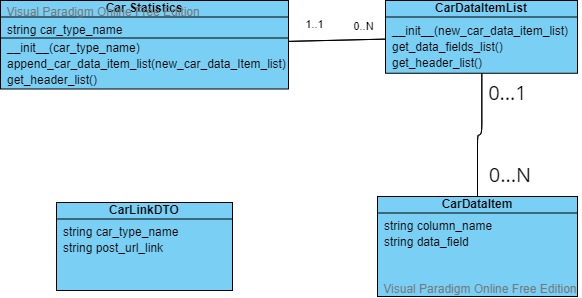 Car_Statistics
Visual Paradigm Online Free Edition
string car_type_name
__init__(car_type_name)
append_car_data_item_list(new_car_data_Item_list)
get_header_list()
1..1
0..N
CarDataItemList
__init__(new_car_data_item_list)
get_data_fields_list()
get_header_list()
0...1
0...N
CarLinkDTO
string car_type_name
string post_url_link
CarDataItem
string column_name
string data_field
Visual Paradigm Online Free Edition